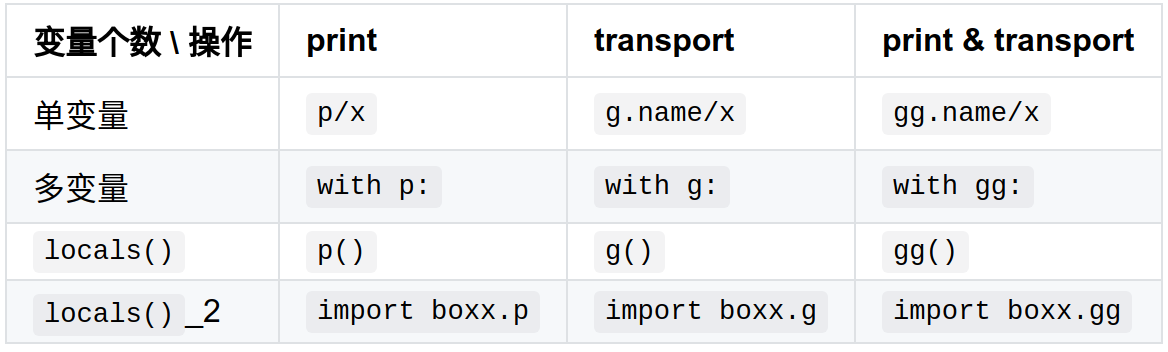 变量个数 \ 操作 print transport print & transport
单变量 p/x g.name/x gg.name/x
多变量 with p: with g: with gg:
locals() p() g() gg()
locals() _2 import boxx.p import boxx.g import boxx.gg